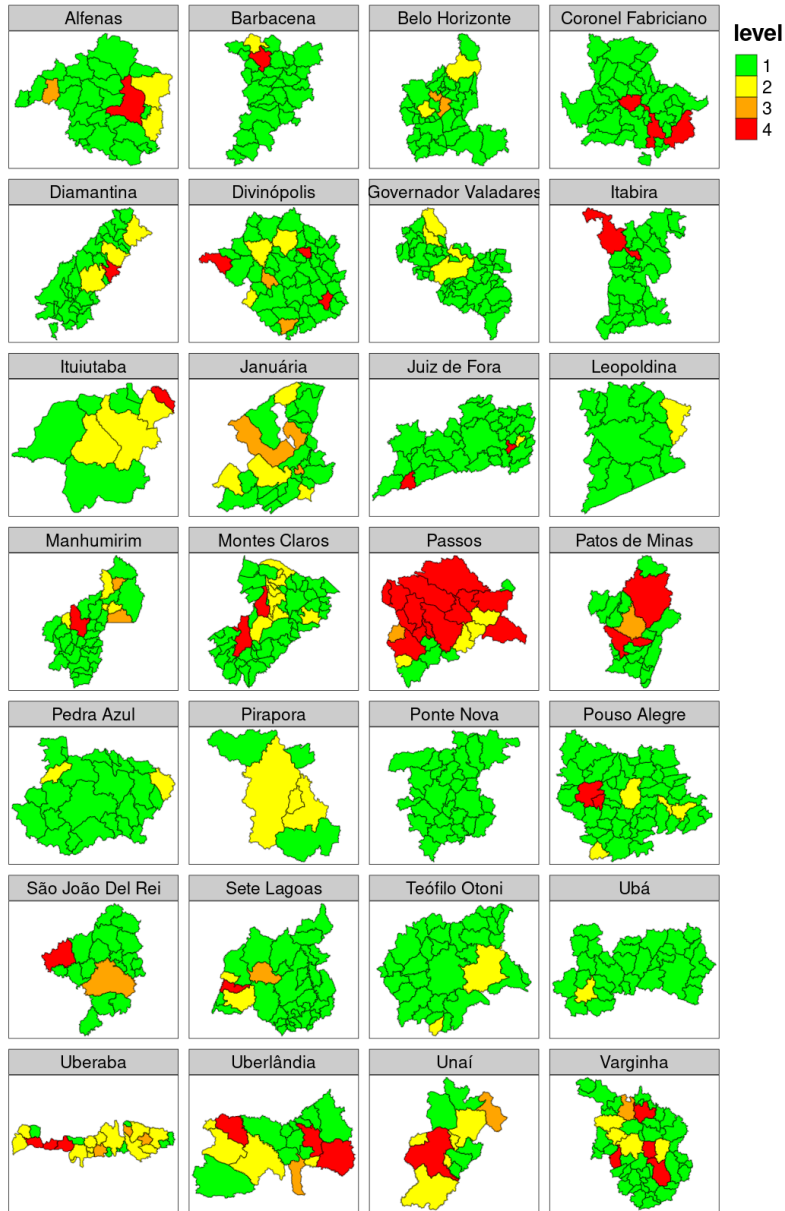 Alfenas
Barbacena
Belo Horizonte
Coronel Fabriciano
level
1
2
3
4
Diamantina
Divinópolis
Governador Valadares
Itabira
Ituiutaba
Januária
Juiz de Fora
Leopoldina
Manhumirim
Montes Claros
Passos
Patos de Minas
Pedra Azul
Pirapora
Ponte Nova
Pouso Alegre
São João Del Rei
Sete Lagoas
Teófilo Otoni
Ubá
Uberaba
Uberlândia
Unaí
Varginha